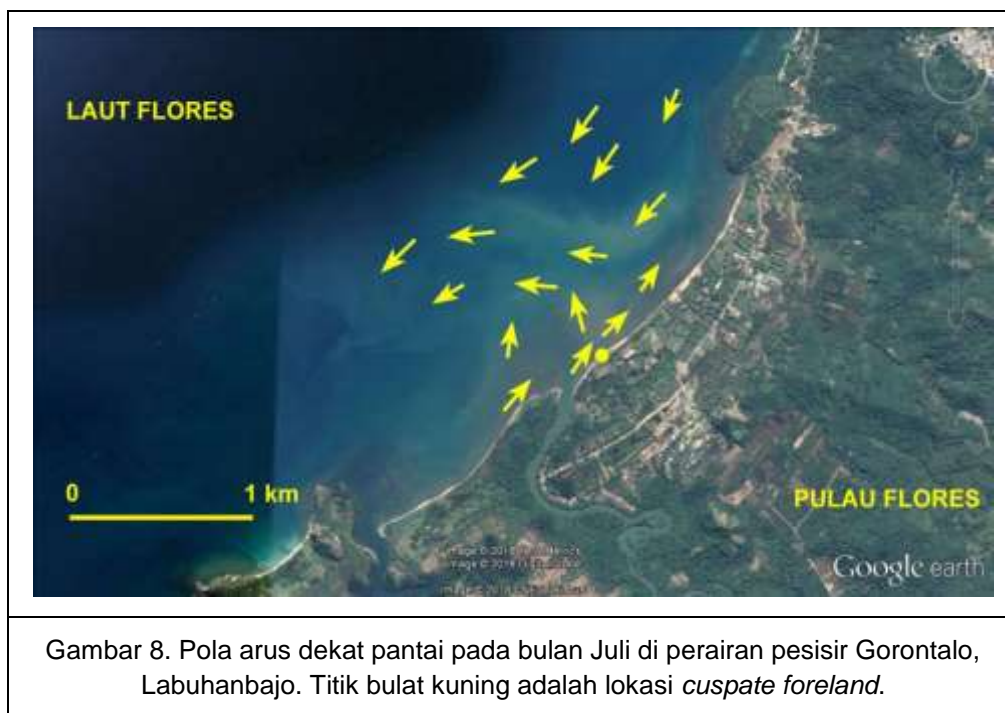 LAUT FLORES
0 1 km
PULAU FLORES
Google earth
Gambar 8. Pola arus dekat pantai pada bulan Juli di perairan pesisir Gorontalo,
Labuhanbajo. Titik bulat kuning adalah lokasi cuspate foreland.